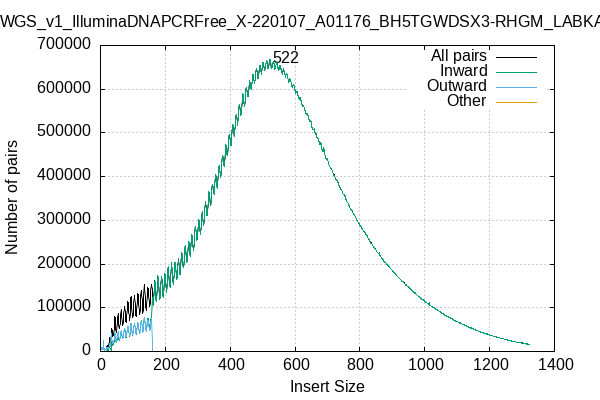 WGS_v1_IlluminaDNAPCRFree_X-220107_A01176_BH5TGWDSX3-RHGM_LABKA
700000
600000
500000
400000
300000
200000
100000
0
Number of pairs
522
All pairs
Inward
Outward
Other
0 200 400 600 800 1000 1200 1400
Insert Size